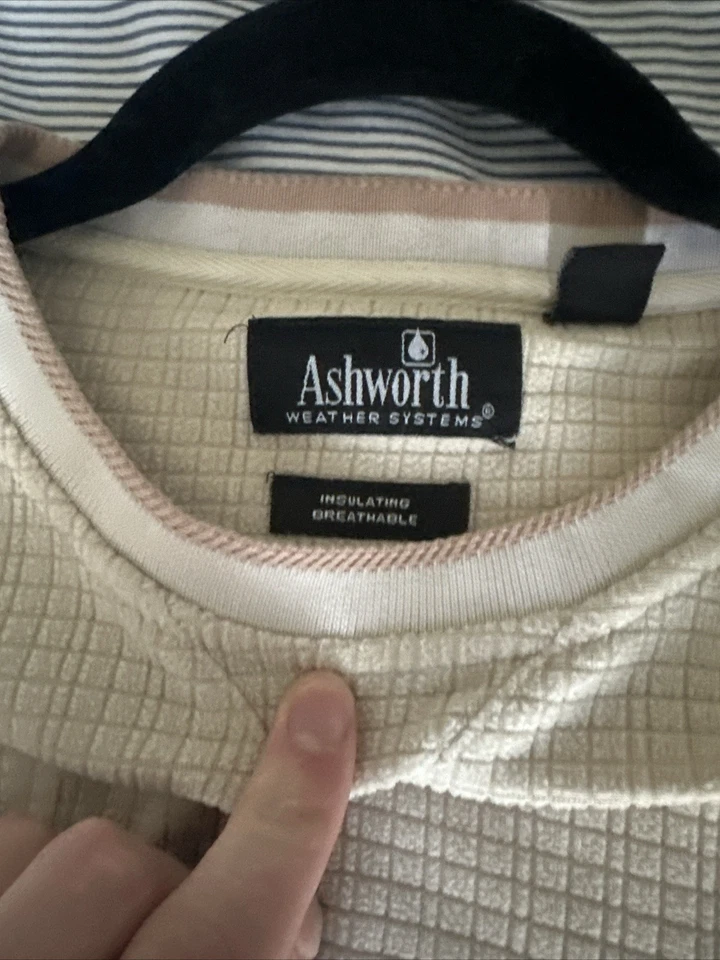 Ashworth
WEATHER SYSTEMS®
INSULATING
BREATHABLE